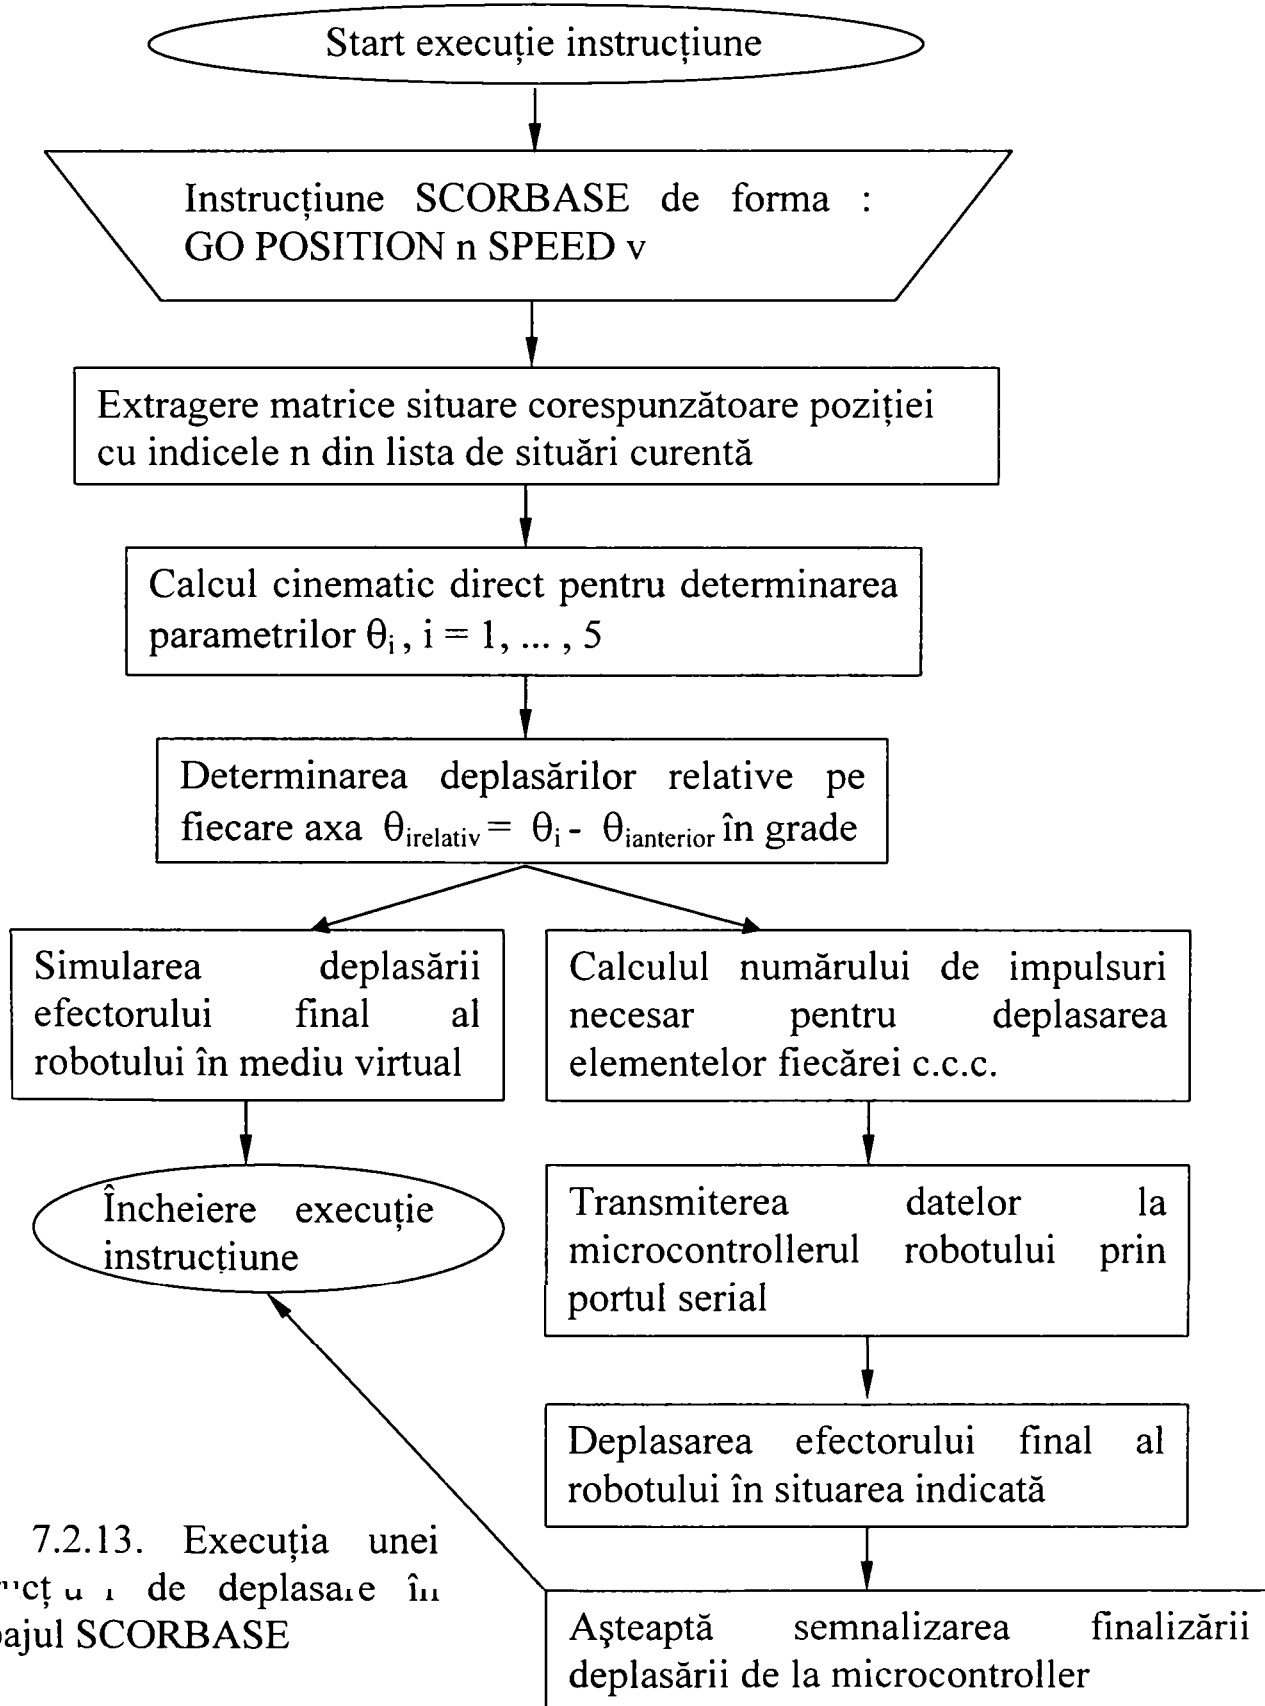 Start execuție instrucțiune
Instrucțiune SCORBASE de forma :
GO POSITION n SPEED v
Extragere matrice situare corespunzătoare poziției
cu indicele n din lista de situări curentă
Calcul cinematic direct pentru determinarea
parametrilor θi , i = 1, ... , 5
Determinarea deplasărilor relative pe
fiecare axa θirelativ = θi - θianterior în grade
Simularea deplasării
efectorului final al
robotului în mediu virtual
Calculul numărului de impulsuri
necesar pentru deplasarea
elementelor fiecărei c.c.c.
Încheiere execuție
instrucțiune
Transmiterea datelor la
microcontrollerul robotului prin
portul serial
Deplasarea efectorului final al
robotului în situarea indicată
Așteaptă semnalizarea finalizării
deplasării de la microcontroller
7.2.13. Execuția unei
de deplasare în
SCORBASE